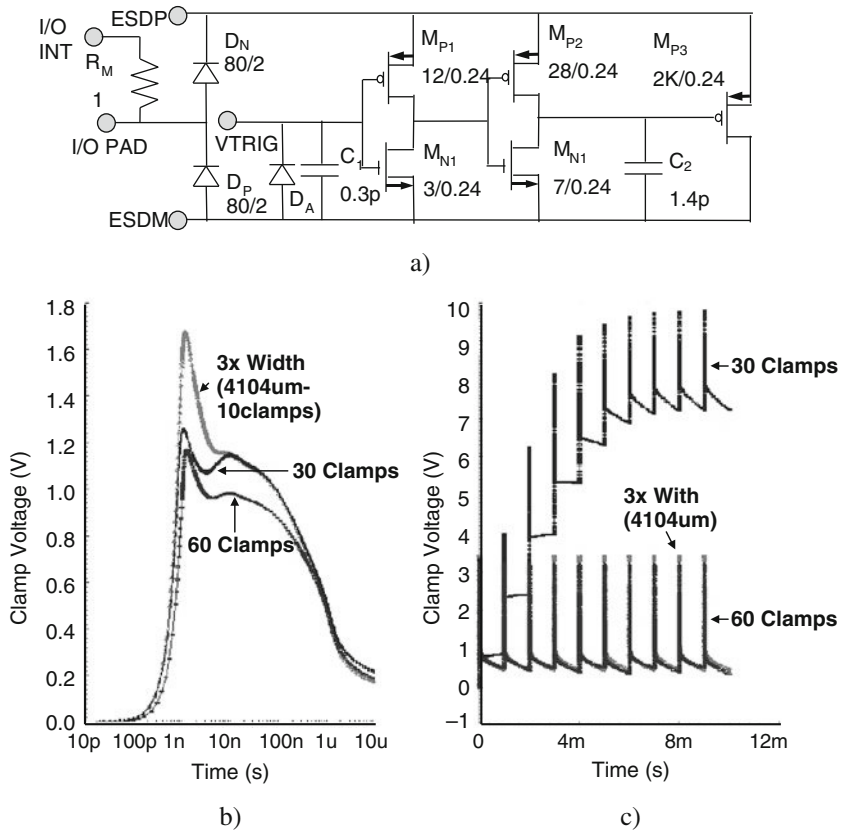 I/O
INT
ESDP
R_M
1
D_N
80/2
I/O PAD
VTRIG
D_P
80/2
D_A
C_1
0.3p
M_P1
12/0.24
M_N1
3/0.24
M_P2
28/0.24
M_N1
7/0.24
C_2
1.4p
M_P3
2K/0.24
ESDM
a)
Clamp Voltage (V)
1.8
1.6
1.4
1.2
1.0
0.8
0.6
0.4
0.2
0.0
3x Width
(4104um-
10clamps)
30 Clamps
60 Clamps
10p 100p 1n 10n 100n 1u 10u
Time (s)
b)
Clamp Voltage (V)
10
9
8
7
6
5
4
3
2
1
0
−1
30 Clamps
3x With
(4104um)
60 Clamps
0 4m 8m 12m
Time (s)
c)